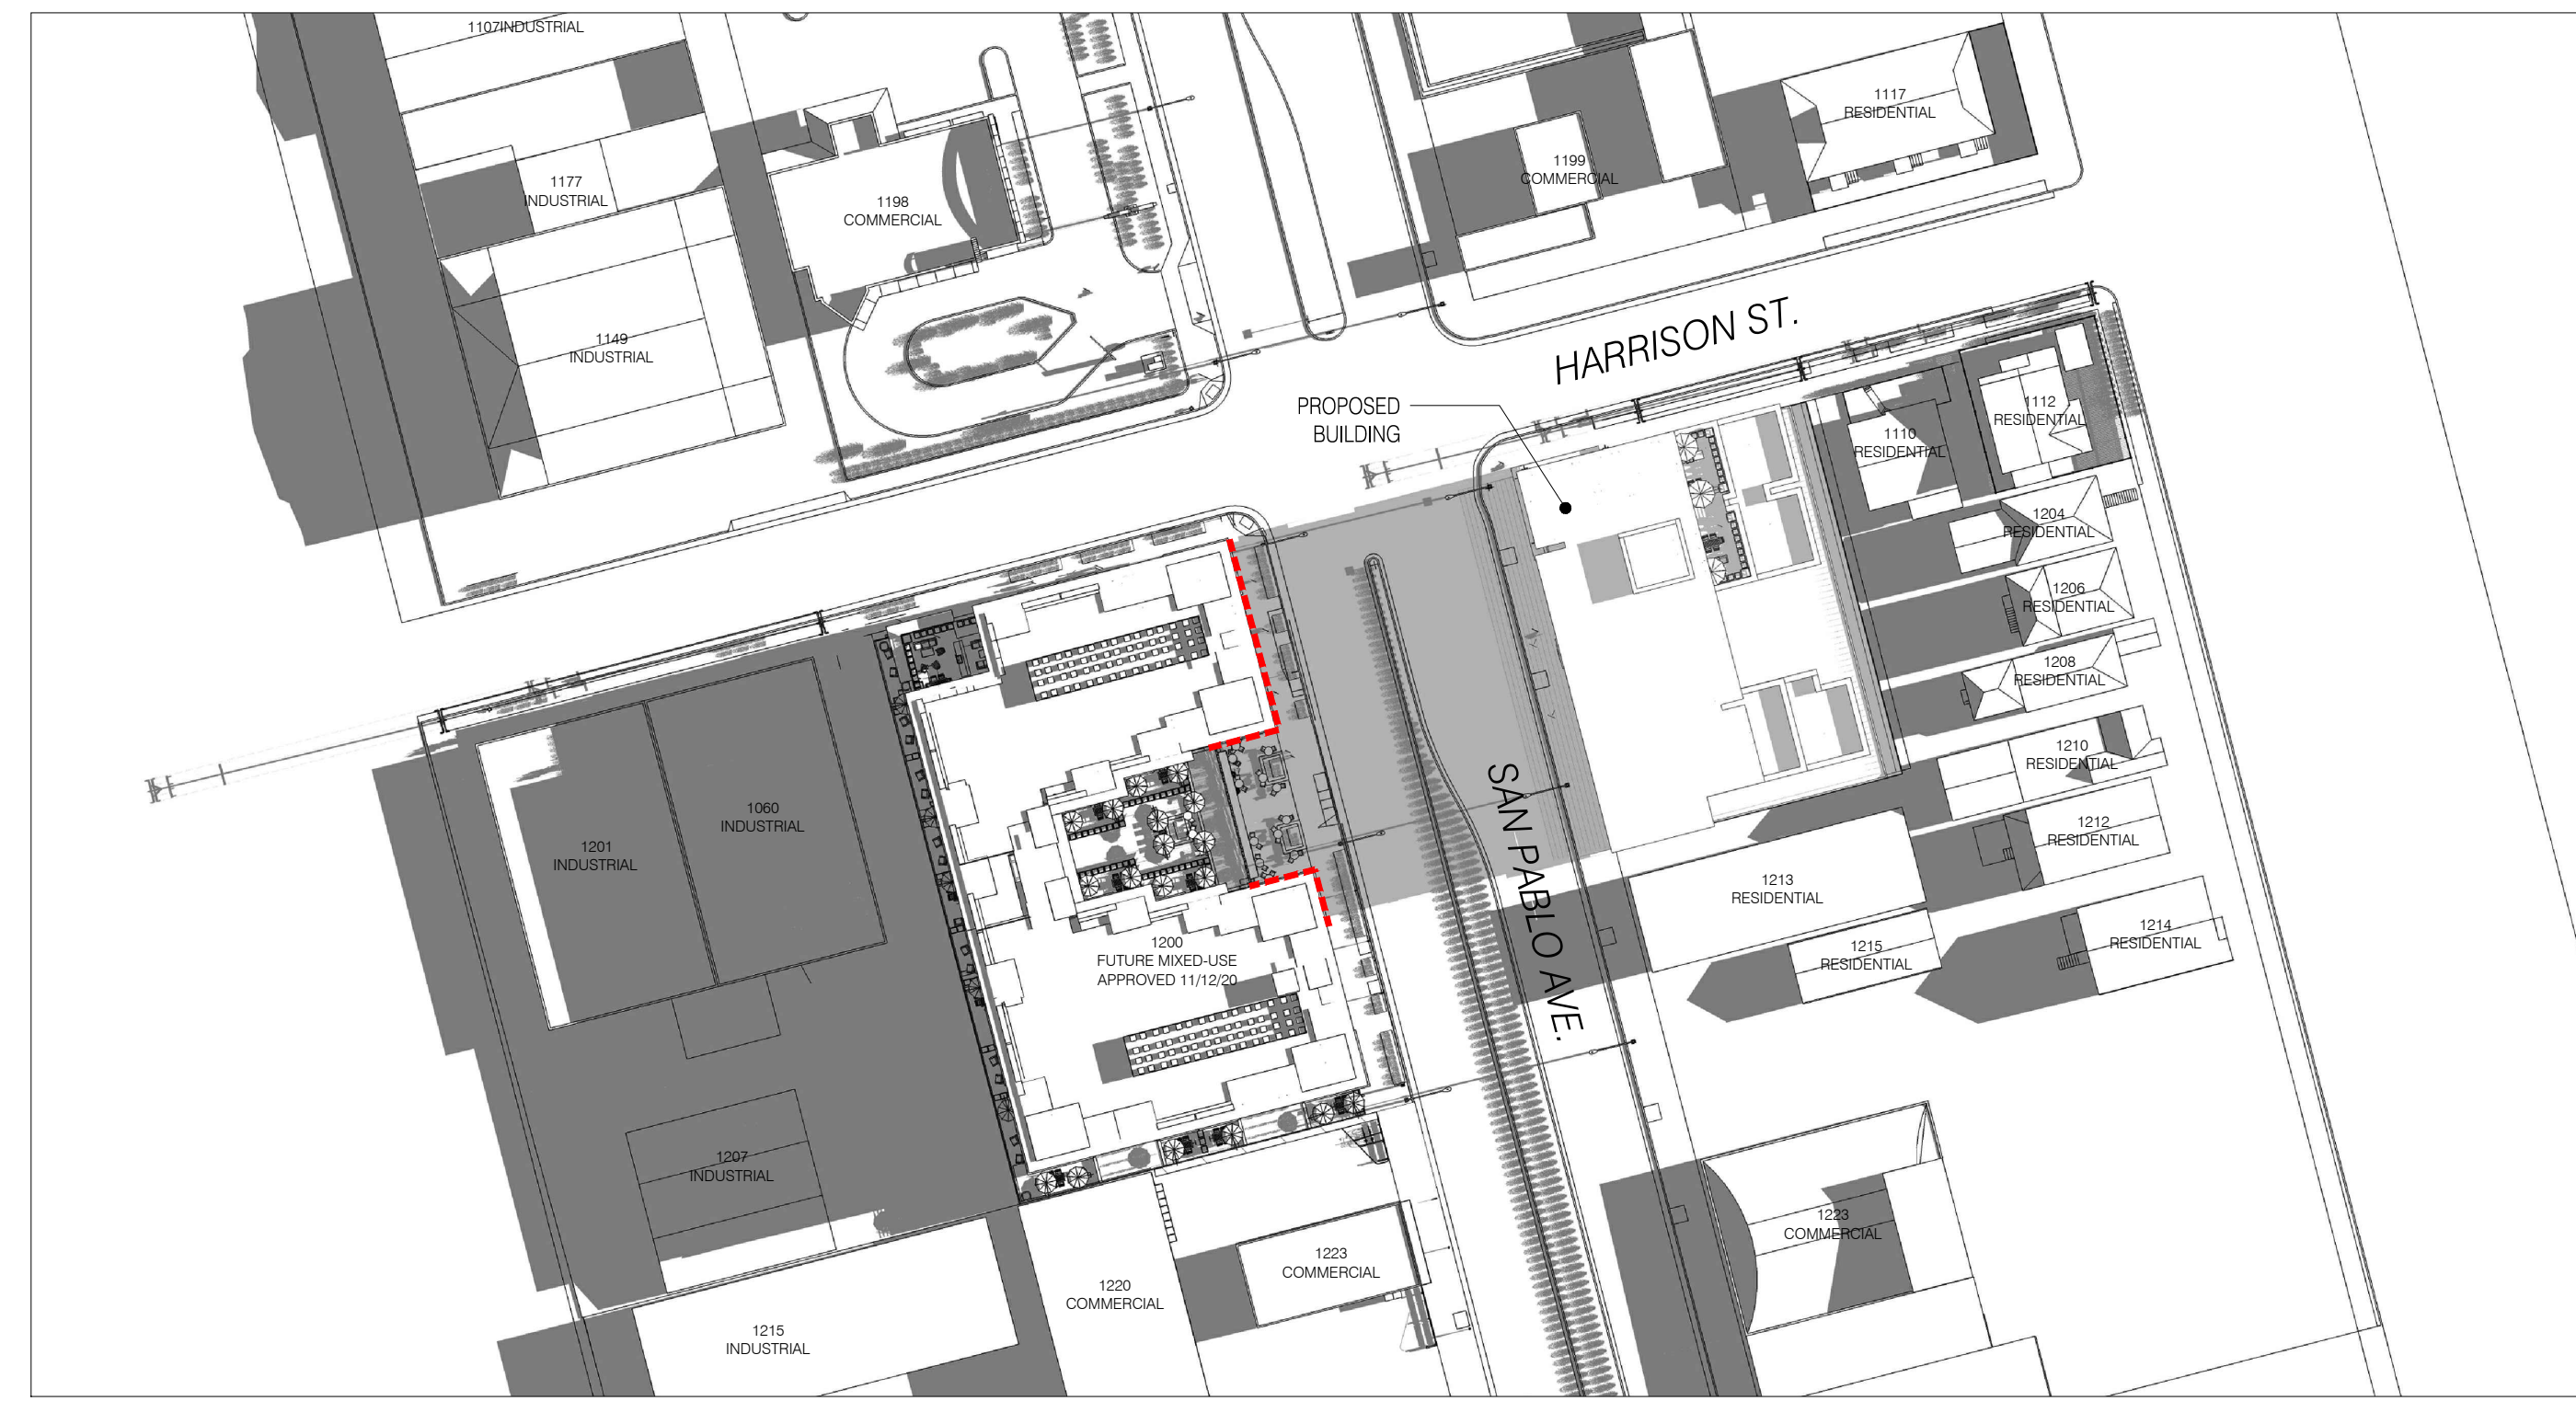 1107INDUSTRIAL
1177
INDUSTRIAL
1198
COMMERCIAL
1199
COMMERCIAL
1117
RESIDENTIAL
1149
INDUSTRIAL
HARRISON ST.
PROPOSED
BUILDING
1110
RESIDENTIAL
1112
RESIDENTIAL
1204
RESIDENTIAL
1206
RESIDENTIAL
1208
RESIDENTIAL
1210
RESIDENTIAL
1212
RESIDENTIAL
1213
RESIDENTIAL
1214
RESIDENTIAL
1215
RESIDENTIAL
SAN PABLO AVE.
1060
INDUSTRIAL
1201
INDUSTRIAL
1200
FUTURE MIXED-USE
APPROVED 11/12/20
1207
INDUSTRIAL
1223
COMMERCIAL
1223
COMMERCIAL
1220
COMMERCIAL
1215
INDUSTRIAL